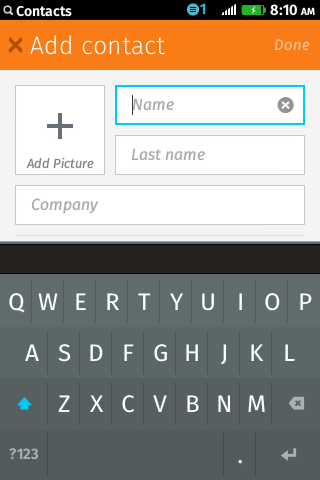 Contacts 1 8:10 AM
Add contact Done
Name
Add Picture
Last name
Company
Q W E R T Y U I O P
A S D F G H J K L
Z X C V B N M
?123 .